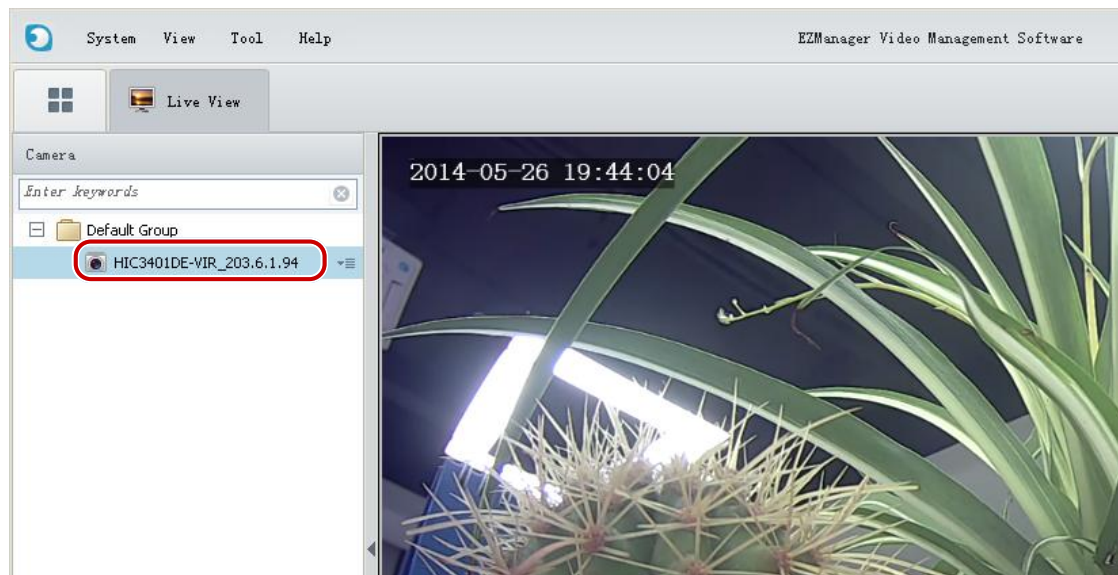 System View Tool Help
EZManager Video Management Software
Live View
Camera
Enter keywords
2014-05-26 19:44:04
Default Group
HIC3401DE-VIR_203.6.1.94